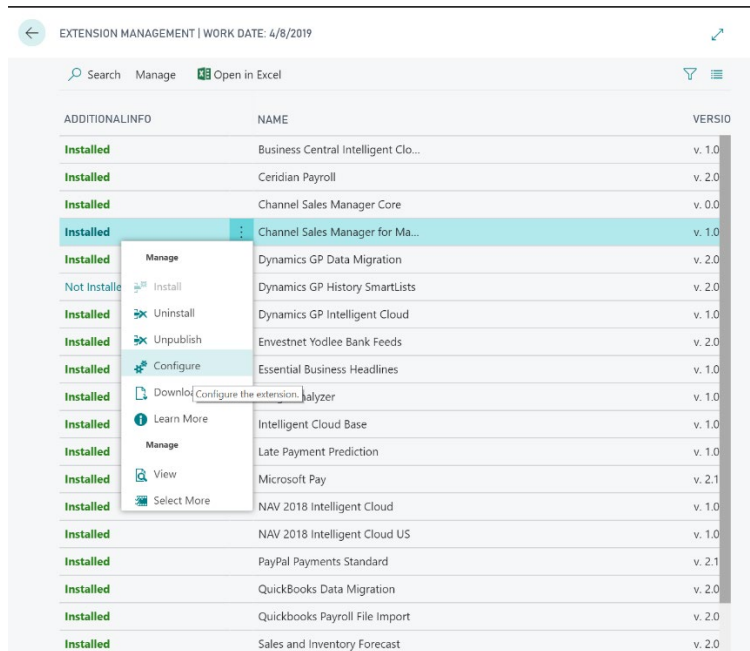 EXTENSION MANAGEMENT | WORK DATE: 4/8/2019
Search Manage Open in Excel
ADDITIONALINFO NAME VERSIO
Installed Business Central Intelligent Clo... v. 1.0
Installed Ceridian Payroll v. 2.0
Installed Channel Sales Manager Core v. 0.0
Installed Channel Sales Manager for Ma... v. 1.0
Installed Manage Dynamics GP Data Migration v. 2.0
Not Installe Install Dynamics GP History SmartLists v. 2.0
Installed Uninstall Dynamics GP Intelligent Cloud v. 1.0
Installed Unpublish Envestnet Yodlee Bank Feeds v. 2.0
Installed Configure Essential Business Headlines v. 1.0
Installed Downloa Configure the extension. nalyzer v. 1.0
Installed Learn More Intelligent Cloud Base v. 1.0
Installed Manage Late Payment Prediction v. 1.0
Installed View Microsoft Pay v. 2.1
Installed Select More NAV 2018 Intelligent Cloud v. 1.0
Installed NAV 2018 Intelligent Cloud US v. 1.0
Installed PayPal Payments Standard v. 2.1
Installed QuickBooks Data Migration v. 2.0
Installed Quickbooks Payroll File Import v. 2.0
Installed Sales and Inventory Forecast v. 2.0